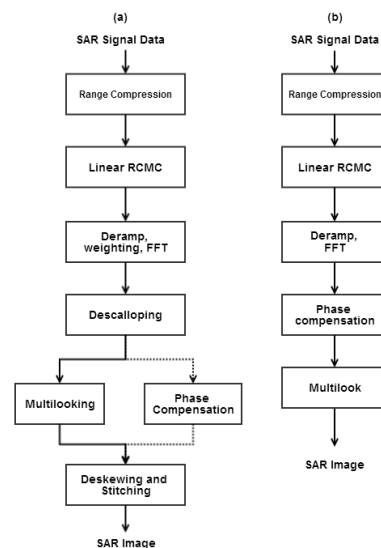 (a)
SAR Signal Data
Range Compression
Linear RCMC
Deramp,
weighting, FFT
Descalloping
Multilooking
Phase
Compensation
Deskewing and
Stitching
SAR Image
(b)
SAR Signal Data
Range Compression
Linear RCMC
Deramp,
FFT
Phase
compensation
Multilook
SAR Image